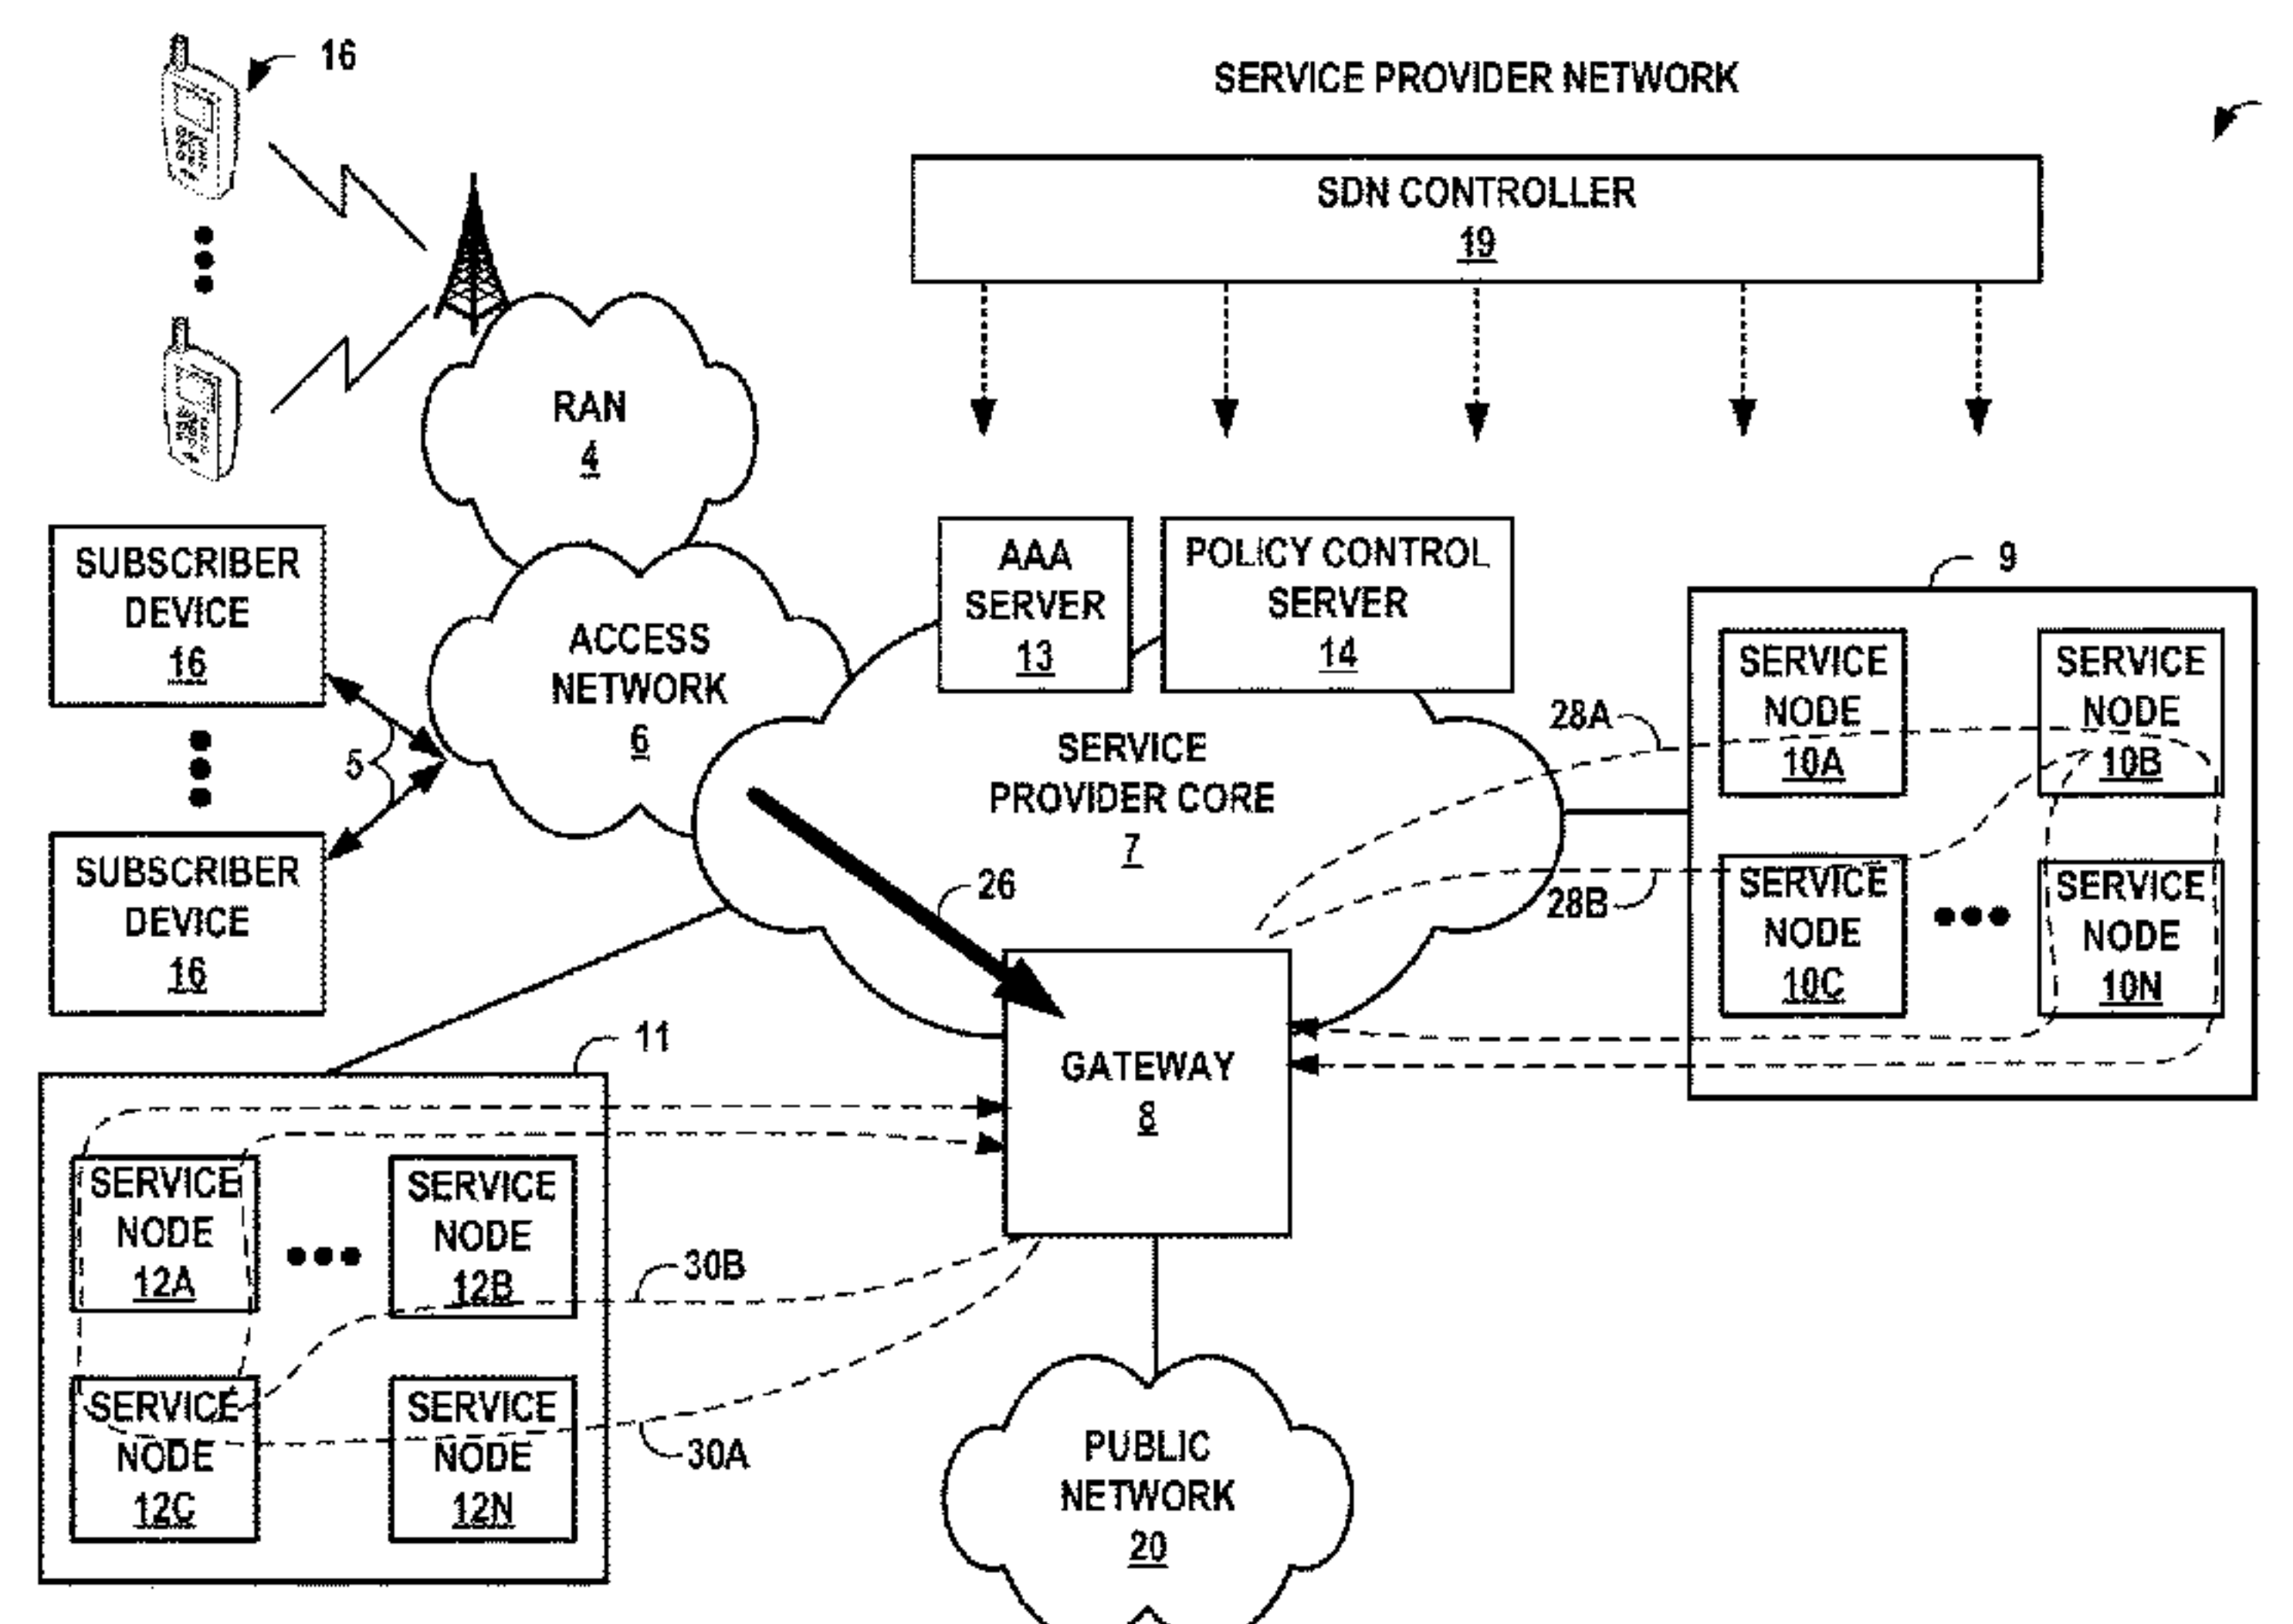 16
SERVICE PROVIDER NETWORK
SDN CONTROLLER
19
RAN
4
SUBSCRIBER
DEVICE
16
AAA
SERVER
13
POLICY CONTROL
SERVER
14
9
ACCESS
NETWORK
6
SERVICE
NODE
10A
SERVICE
NODE
10B
28A
5
SERVICE
PROVIDER CORE
7
SUBSCRIBER
DEVICE
16
26
28B
SERVICE
NODE
10C
SERVICE
NODE
10N
11
GATEWAY
8
SERVICE
NODE
12A
SERVICE
NODE
12B
30B
SERVICE
NODE
12C
SERVICE
NODE
12N
30A
PUBLIC
NETWORK
20